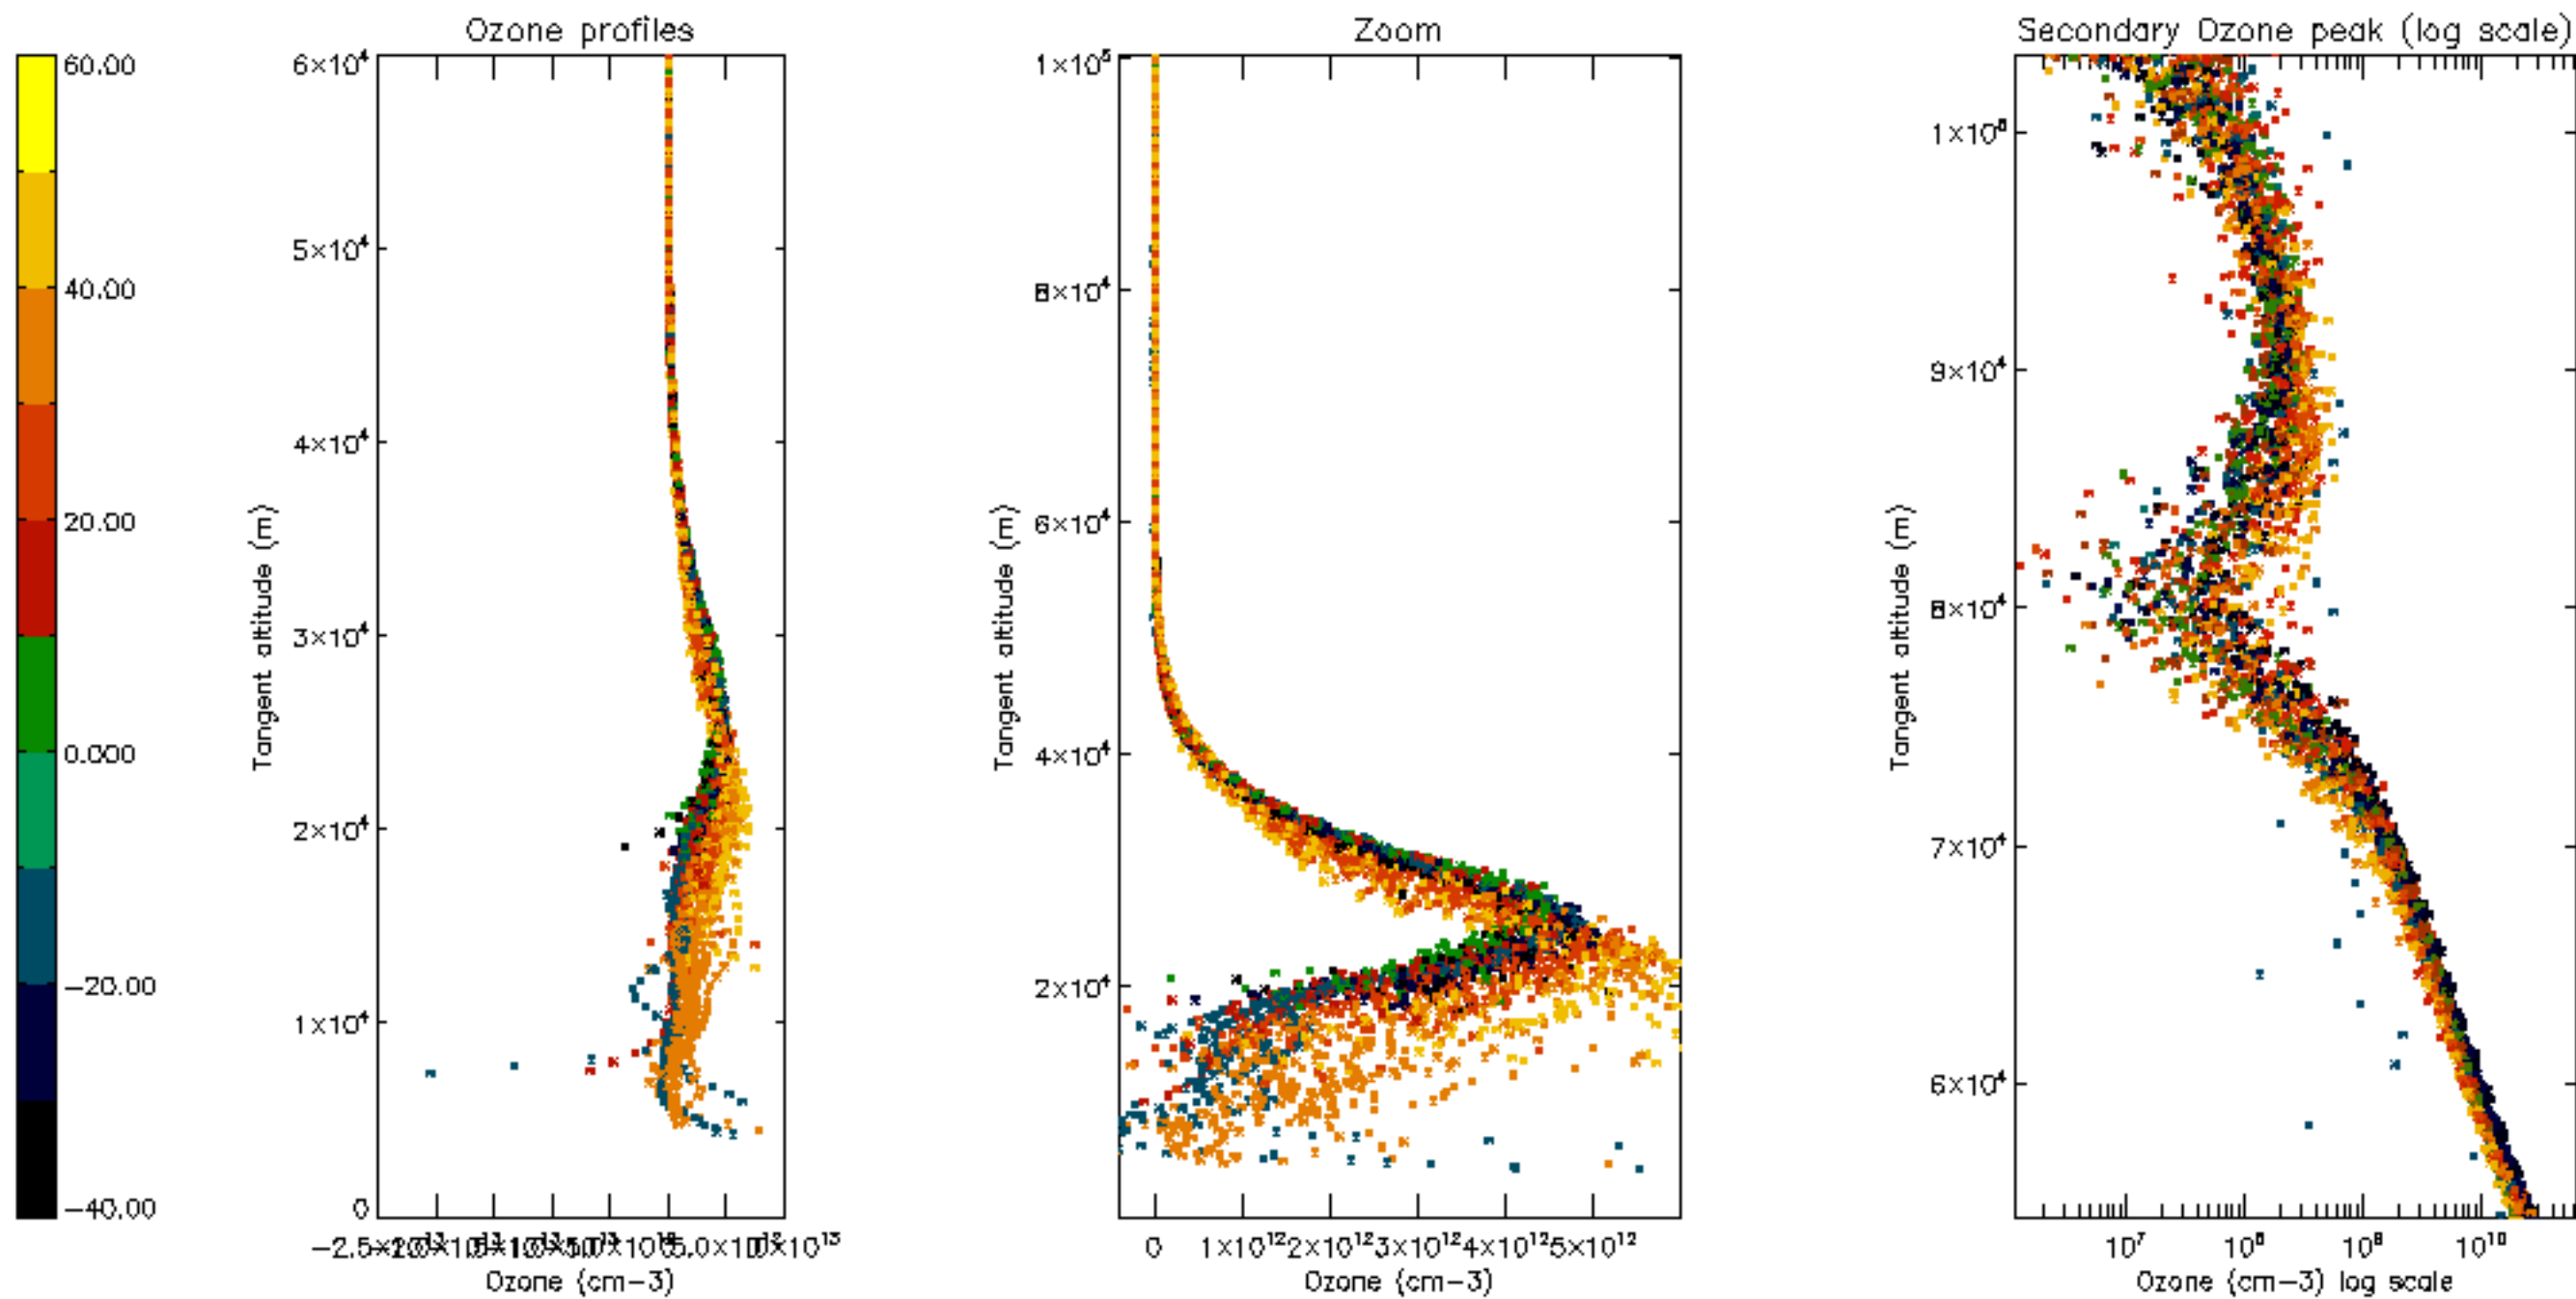 Ozone profiles
Zoom
Secondary Ozone peak (log scale)
60.00
40.00
20.00
0.000
-20.00
-40.00
6×10⁴
5×10⁴
4×10⁴
3×10⁴
2×10⁴
1×10⁴
0
Tangent altitude (m)
Ozone (cm-3)
1×10⁵
8×10⁴
6×10⁴
4×10⁴
2×10⁴
Tangent altitude (m)
0 1×10¹² 2×10¹² 3×10¹² 4×10¹² 5×10¹²
Ozone (cm-3)
9×10⁴
8×10⁴
7×10⁴
6×10⁴
Tangent altitude (m)
10⁷ 10⁸ 10⁹ 10¹⁰
Ozone (cm-3) log scale